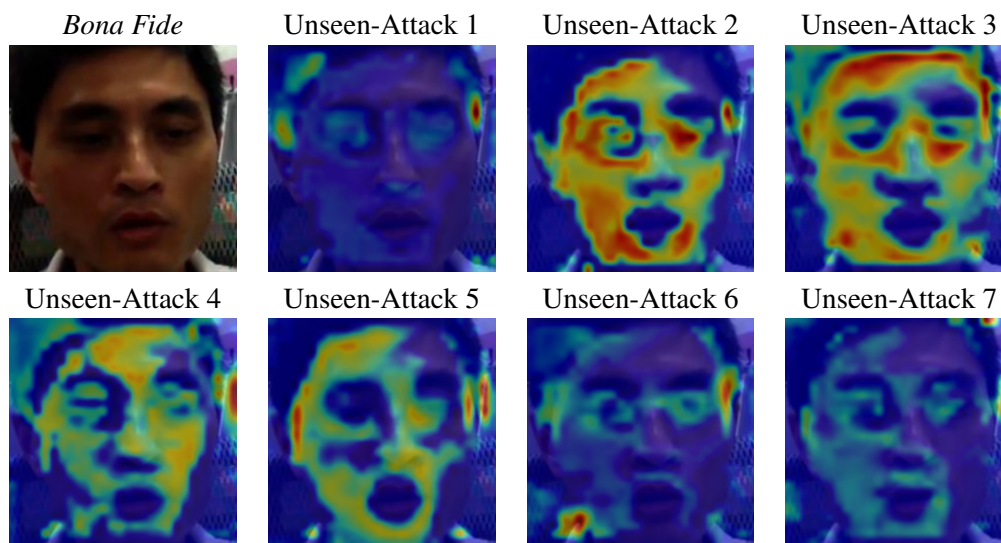 Bona Fide
Unseen-Attack 1
Unseen-Attack 2
Unseen-Attack 3
Unseen-Attack 4
Unseen-Attack 5
Unseen-Attack 6
Unseen-Attack 7